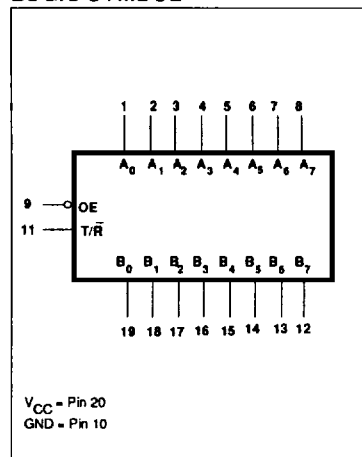 1 2 3 4 5 6 7 8
A0 A1 A2 A3 A4 A5 A6 A7
9 OE
11 T/R̅
B0 B1 B2 B3 B4 B5 B6 B7
19 18 17 16 15 14 13 12
VCC = Pin 20
GND = Pin 10